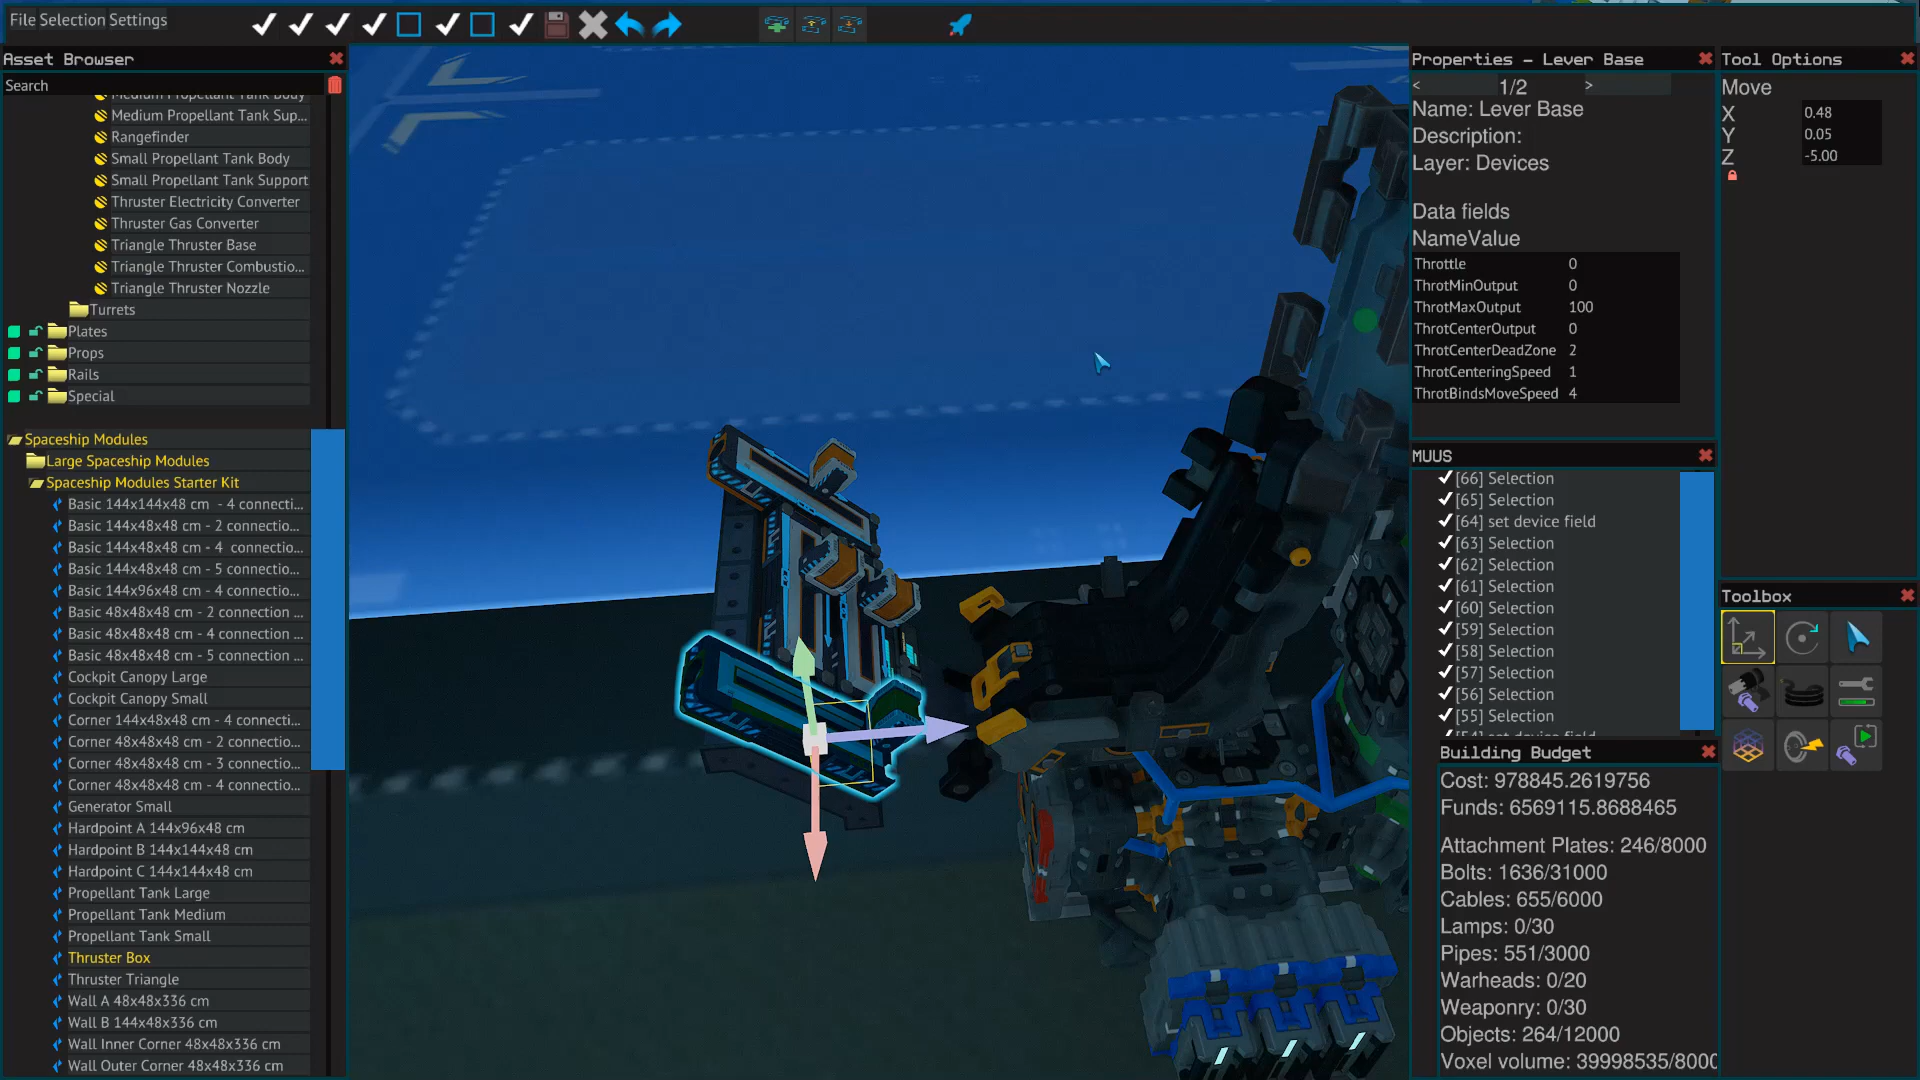 File Selection Settings
Asset Browser
Search
Medium Propellant Tank Body
Medium Propellant Tank Sup...
Rangefinder
Small Propellant Tank Body
Small Propellant Tank Support
Thruster Electricity Converter
Thruster Gas Converter
Triangle Thruster Base
Triangle Thruster Combustio...
Triangle Thruster Nozzle
Turrets
Plates
Props
Rails
Special
Spaceship Modules
Large Spaceship Modules
Spaceship Modules Starter Kit
Basic 144x144x48 cm - 4 connecti...
Basic 144x48x48 cm - 2 connectio...
Basic 144x48x48 cm - 4 connectio...
Basic 144x48x48 cm - 5 connectio...
Basic 144x96x48 cm - 4 connectio...
Basic 48x48x48 cm - 2 connection ...
Basic 48x48x48 cm - 4 connection ...
Basic 48x48x48 cm - 5 connection ...
Cockpit Canopy Large
Cockpit Canopy Small
Corner 144x48x48 cm - 4 connecti...
Corner 48x48x48 cm - 2 connectio...
Corner 48x48x48 cm - 3 connectio...
Corner 48x48x48 cm - 4 connectio...
Generator Small
Hardpoint A 144x96x48 cm
Hardpoint B 144x144x48 cm
Hardpoint C 144x144x48 cm
Propellant Tank Large
Propellant Tank Medium
Propellant Tank Small
Thruster Box
Thruster Triangle
Wall A 48x48x336 cm
Wall B 144x48x336 cm
Wall Inner Corner 48x48x336 cm
Wall Outer Corner 48x48x336 cm
Properties - Lever Base
< 1/2 >
Name: Lever Base
Description:
Layer: Devices
Data fields
NameValue
Throttle 0
ThrotMinOutput 0
ThrotMaxOutput 100
ThrotCenterOutput 0
ThrotCenterDeadZone 2
ThrotCenteringSpeed 1
ThrotBindsMoveSpeed 4
MUUS
[66] Selection
[65] Selection
[64] set device field
[63] Selection
[62] Selection
[61] Selection
[60] Selection
[59] Selection
[58] Selection
[57] Selection
[56] Selection
[55] Selection
[54] set device field
Building Budget
Cost: 978845.2619756
Funds: 6569115.8688465
Attachment Plates: 246/8000
Bolts: 1636/31000
Cables: 655/6000
Lamps: 0/30
Pipes: 551/3000
Warheads: 0/20
Weaponry: 0/30
Objects: 264/12000
Voxel volume: 39998535/8000
Tool Options
Move
X 0.48
Y 0.05
Z -5.00
Toolbox